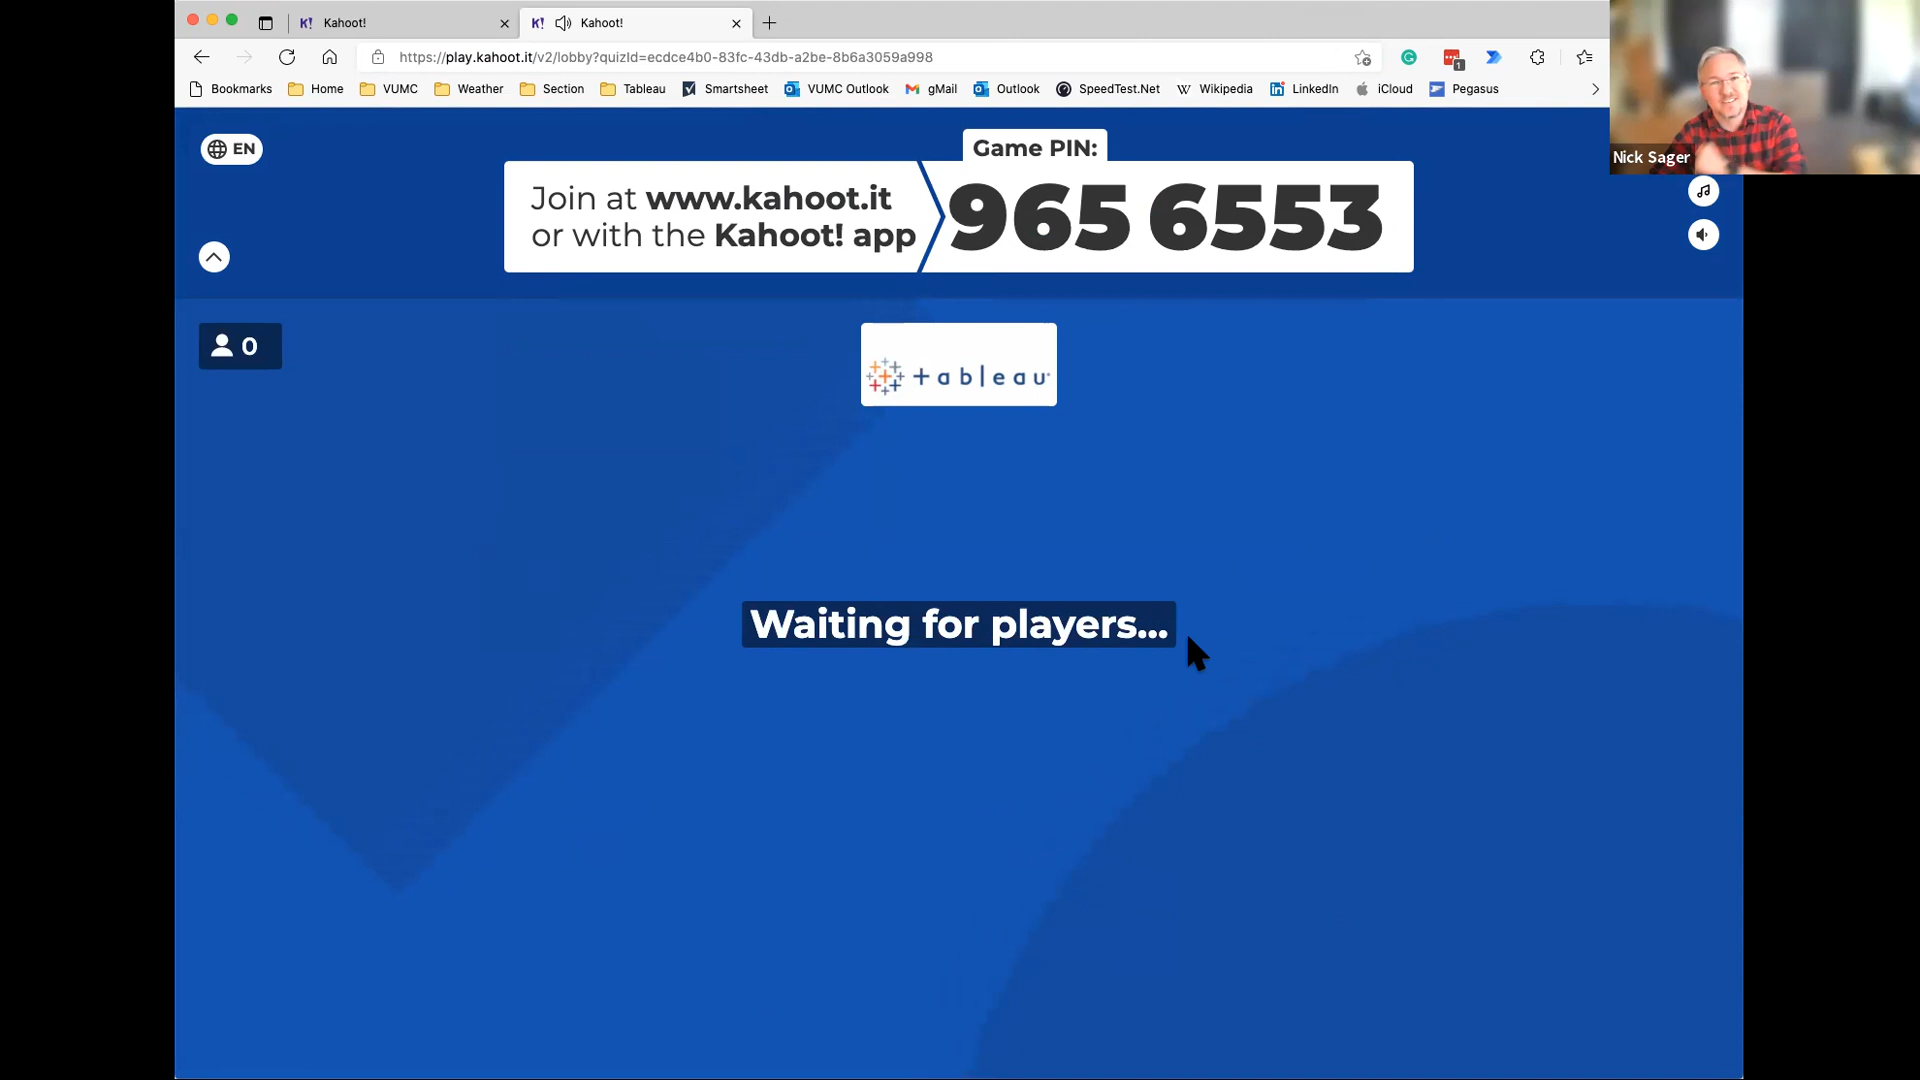 K! Kahoot!
K! Kahoot!
https://play.kahoot.it/v2/lobby?quizId=ecdce4b0-83fc-43db-a2be-8b6a3059a998
1
Bookmarks Home VUMC Weather Section Tableau Smartsheet VUMC Outlook gMail Outlook SpeedTest.Net Wikipedia LinkedIn iCloud Pegasus
Nick Sager
EN
Game PIN:
Join at www.kahoot.it
or with the Kahoot! app
965 6553
0
+ableau
Waiting for players...